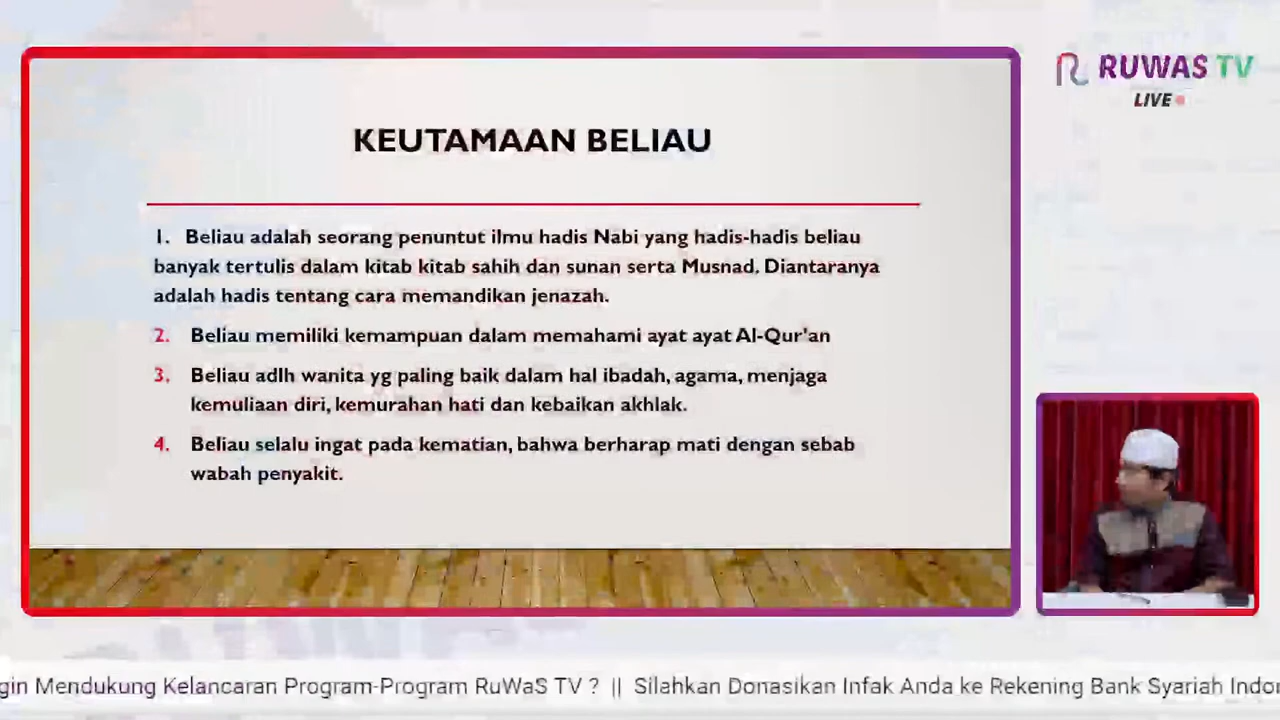 RUWAS TV
LIVE
KEUTAMAAN BELIAU
1. Beliau adalah seorang penuntut ilmu hadis Nabi yang hadis-hadis beliau
banyak tertulis dalam kitab kitab sahih dan sunan serta Musnad. Diantaranya
adalah hadis tentang cara memandikan jenazah.
2. Beliau memiliki kemampuan dalam memahami ayat ayat Al-Qur'an
3. Beliau adlh wanita yg paling baik dalam hal ibadah, agama, menjaga
kemuliaan diri, kemurahan hati dan kebaikan akhlak.
4. Beliau selalu ingat pada kematian, bahwa berharap mati dengan sebab
wabah penyakit.
gin Mendukung Kelancaran Program-Program RuWaS TV ? || Silahkan Donasikan Infak Anda ke Rekening Bank Syariah Indon